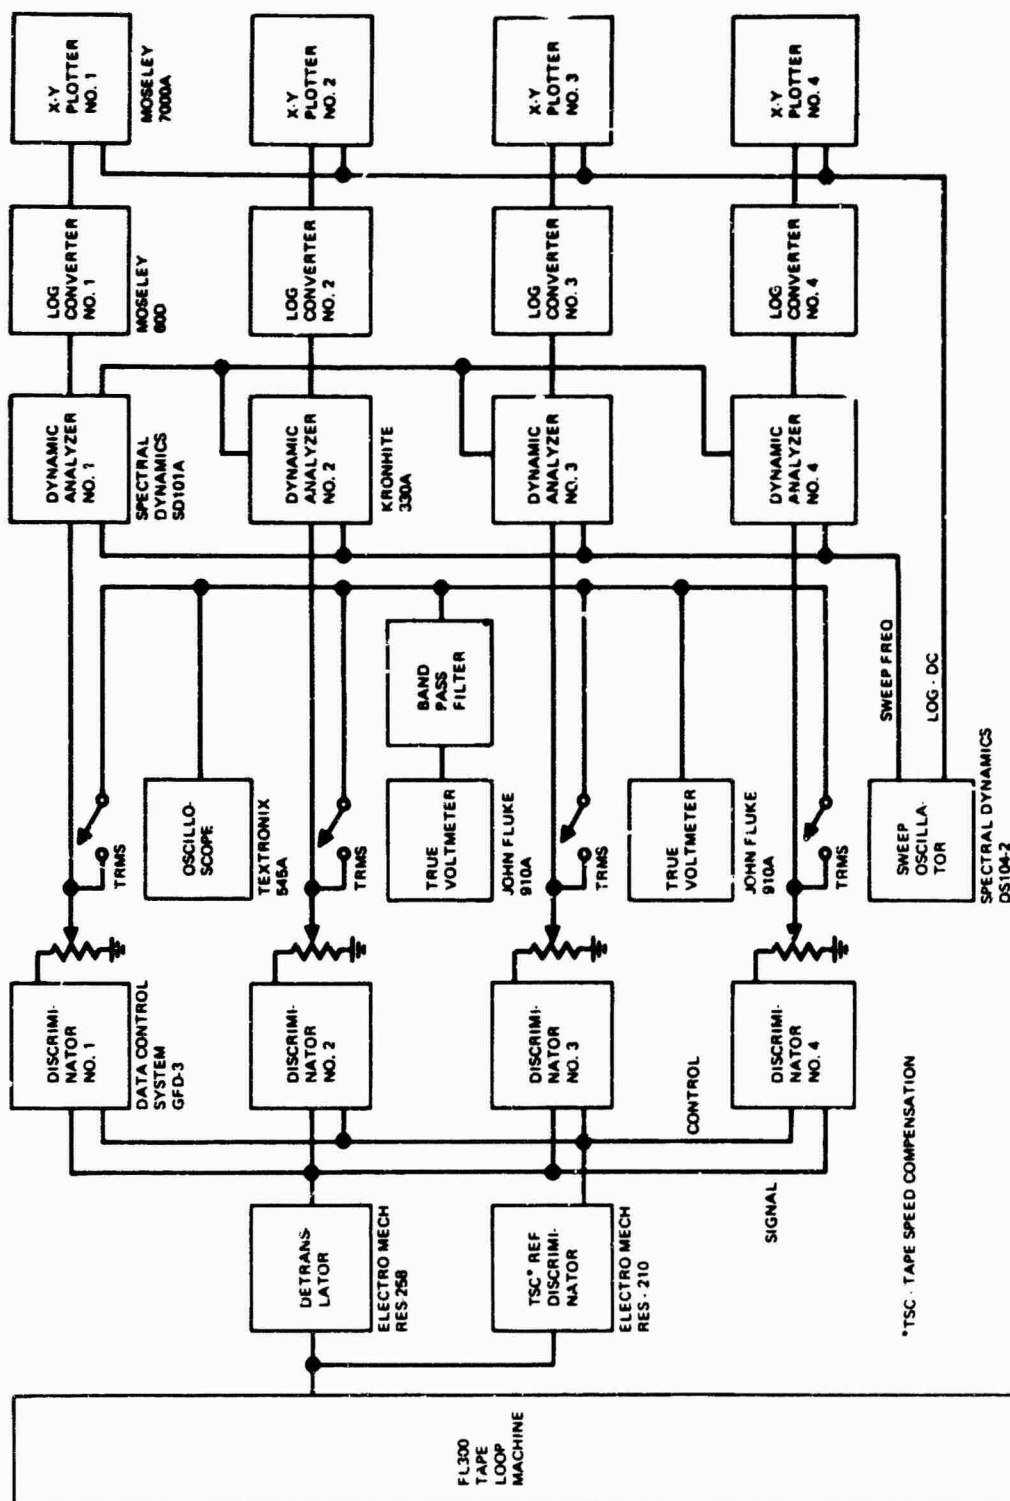 FL300
TAPE
LOOP
MACHINE
DETRANS-
LATOR
ELECTRO MECH
RES-258
TSC* REF
DISCRIMI-
NATOR
ELECTRO MECH
RES-210
SIGNAL
CONTROL
*TSC - TAPE SPEED COMPENSATION
DISCRIMI-
NATOR
NO. 1
DATA CONTROL
SYSTEM
GFD-3
DISCRIMI-
NATOR
NO. 2
DISCRIMI-
NATOR
NO. 3
DISCRIMI-
NATOR
NO. 4
TRMS
TRMS
TRMS
TRMS
OSCILLO-
SCOPE
TEXTRONIX
545A
TRUE
VOLTMETER
JOHN FLUKE
910A
TRUE
VOLTMETER
JOHN FLUKE
910A
SWEEP
OSCILLA-
TOR
SPECTRAL DYNAMICS
DS104-2
BAND
PASS
FILTER
SWEEP FREQ
LOG - DC
DYNAMIC
ANALYZER
NO. 1
SPECTRAL
DYNAMICS
SD101A
DYNAMIC
ANALYZER
NO. 2
KRONHITE
330A
DYNAMIC
ANALYZER
NO. 3
DYNAMIC
ANALYZER
NO. 4
LOG
CONVERTER
NO. 1
MOSELEY
60D
LOG
CONVERTER
NO. 2
LOG
CONVERTER
NO. 3
LOG
CONVERTER
NO. 4
X-Y
PLOTTER
NO. 1
MOSELEY
7000A
X-Y
PLOTTER
NO. 2
X-Y
PLOTTER
NO. 3
X-Y
PLOTTER
NO. 4